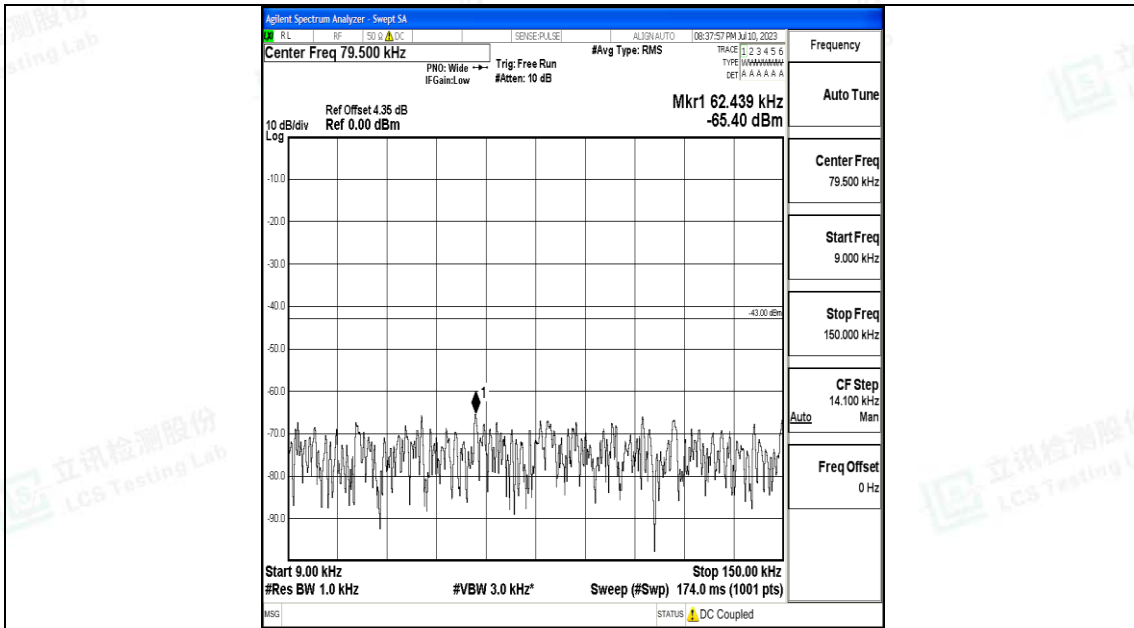 Agilent Spectrum Analyzer - Swept SA
RL RF 50 Ω DC SENSE:PULSE ALIGN AUTO 08:37:57 PM Jul 10, 2023
Center Freq 79.500 kHz
PNO: Wide
IFGain:Low
Trig: Free Run
#Atten: 10 dB
#Avg Type: RMS
TRACE 1 2 3 4 5 6
TYPE
DET A A A A A A
Ref Offset 4.35 dB
10 dB/div Ref 0.00 dBm
Log
Mkr1 62.439 kHz
-65.40 dBm
-10.0
-20.0
-30.0
-40.0
-43.00 dBm
-50.0
-60.0
1
-70.0
-80.0
-90.0
Start 9.00 kHz Stop 150.00 kHz
#Res BW 1.0 kHz #VBW 3.0 kHz* Sweep (#Swp) 174.0 ms (1001 pts)
MSG STATUS DC Coupled
Frequency
Auto Tune
Center Freq
79.500 kHz
Start Freq
9.000 kHz
Stop Freq
150.000 kHz
CF Step
14.100 kHz
Auto Man
Freq Offset
0 Hz
立讯检测股份
LCS Testing Lab
立讯检测股份